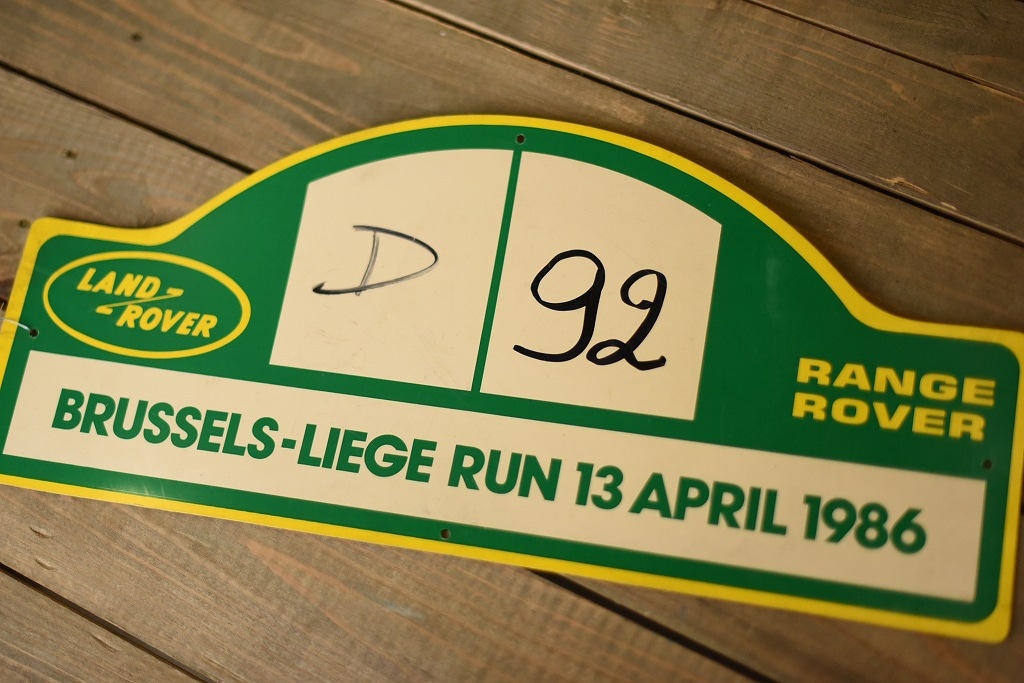 LAND-
-ROVER
D
92
RANGE
ROVER
BRUSSELS-LIEGE RUN 13 APRIL 1986